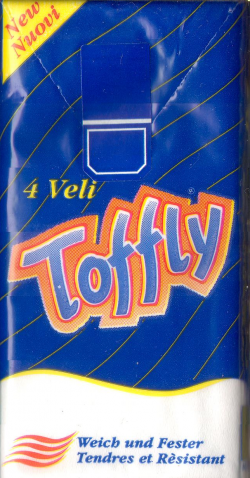 New
Nuovi
4 Veli
Toffly
®
Weich und Fester
Tendres et Rèsistant